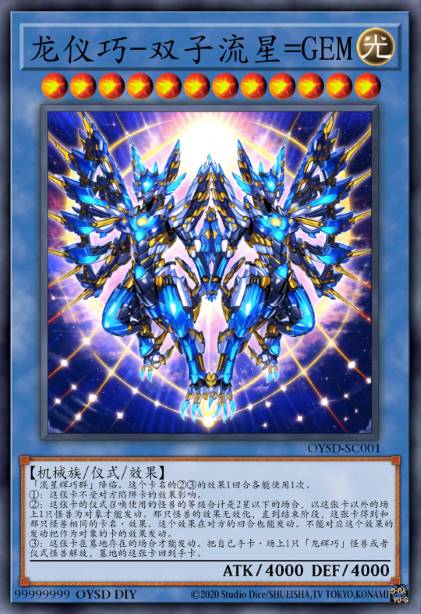 龙仪巧-双子流星=GEM
光
OYSD-SC001
【机械族/仪式/效果】
「流星辉巧群」降临。这个卡名的②③的效果1回合各能使用1次。
①：这张卡不受对方陷阱卡的效果影响。
②：这张卡的仪式召唤使用的怪兽的等级合计是2星以下的场合，以这张卡以外的场
上1只怪兽为对象才能发动。那只怪兽的效果无效化，直到结束阶段，这张卡得到和
那只怪兽相同的卡名·效果。这个效果在对方的回合也能发动。不能对应这个效果的
发动把作为对象的卡的效果发动。
③：这张卡在墓地存在的场合才能发动。把自己手卡·场上1只「龙辉巧」怪兽或者
仪式怪兽解放，墓地的这张卡回到手卡。
ATK/4000 DEF/4000
99999999 OYSD DIY ©2020 Studio Dice/SHUEISHA,TV TOKYO,KONAMI